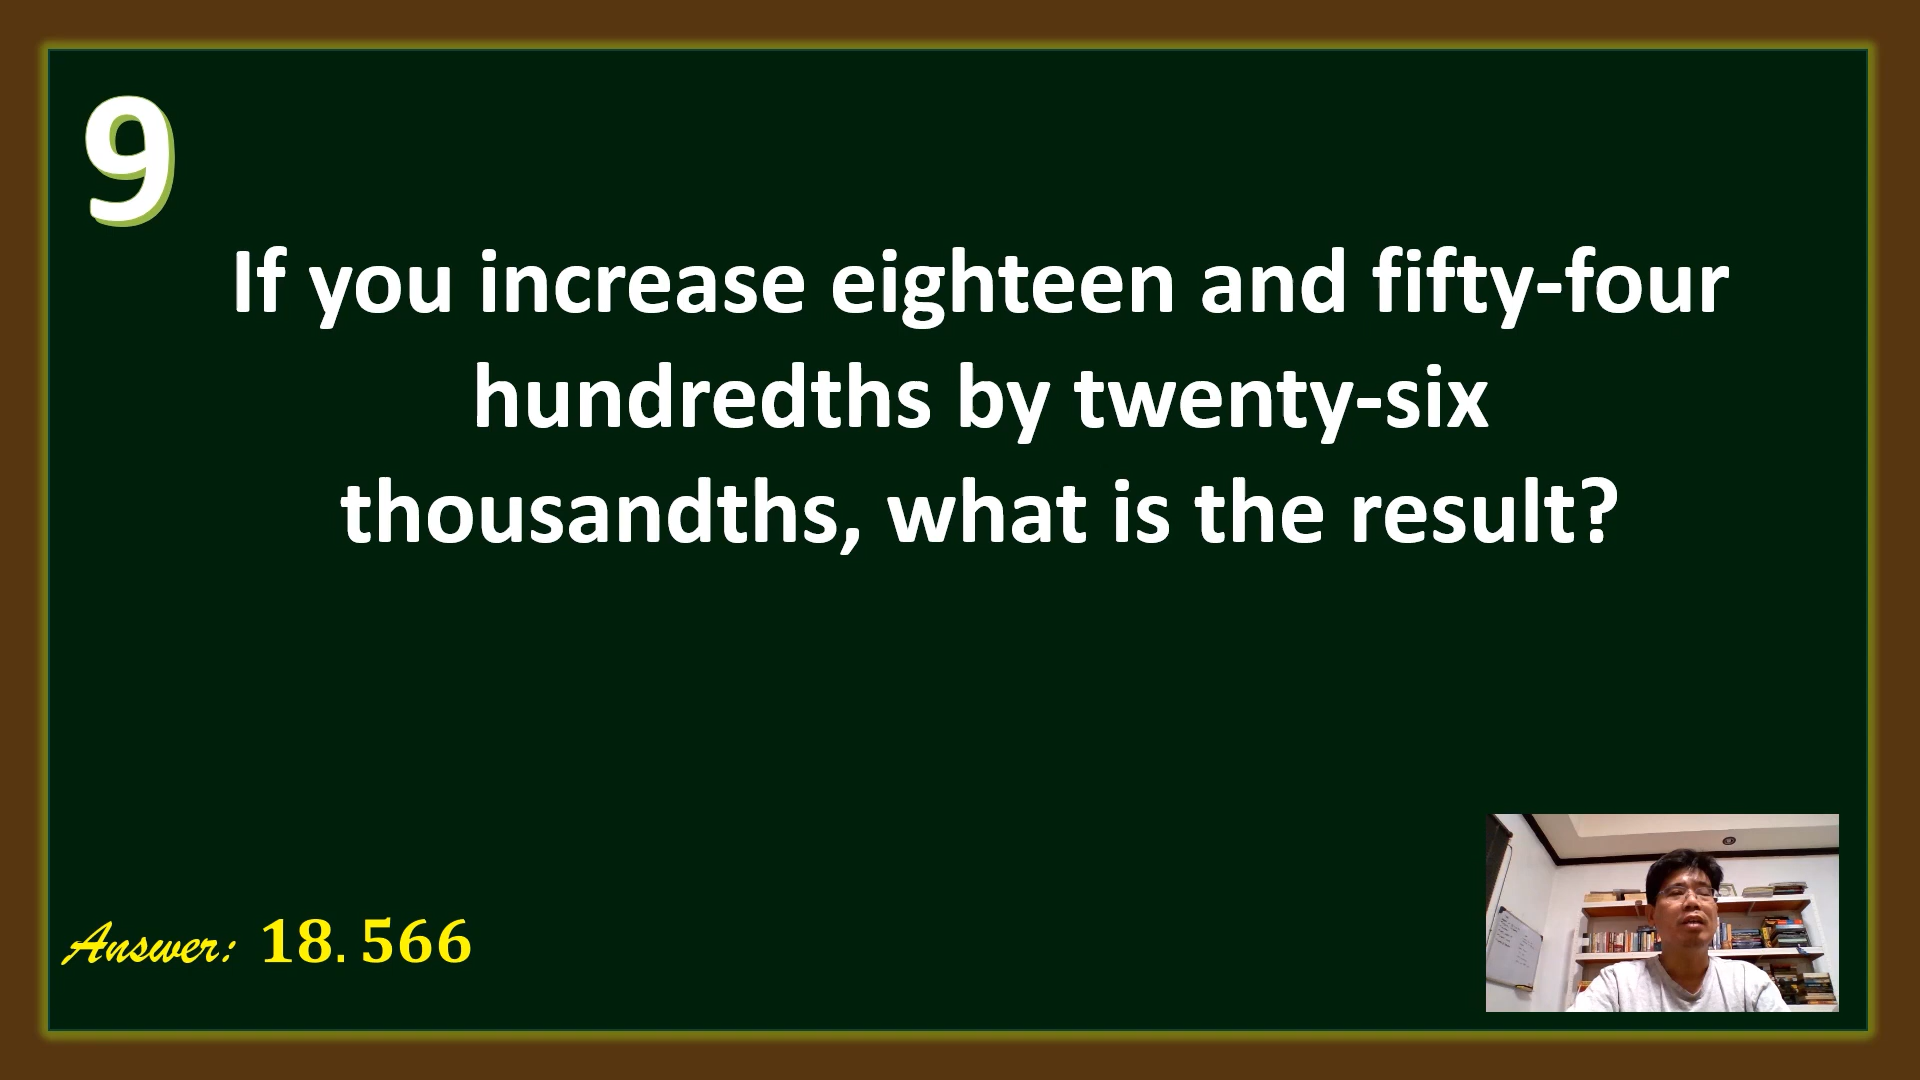 9
If you increase eighteen and fifty-four
hundredths by twenty-six
thousandths, what is the result?
Answer: 18.566